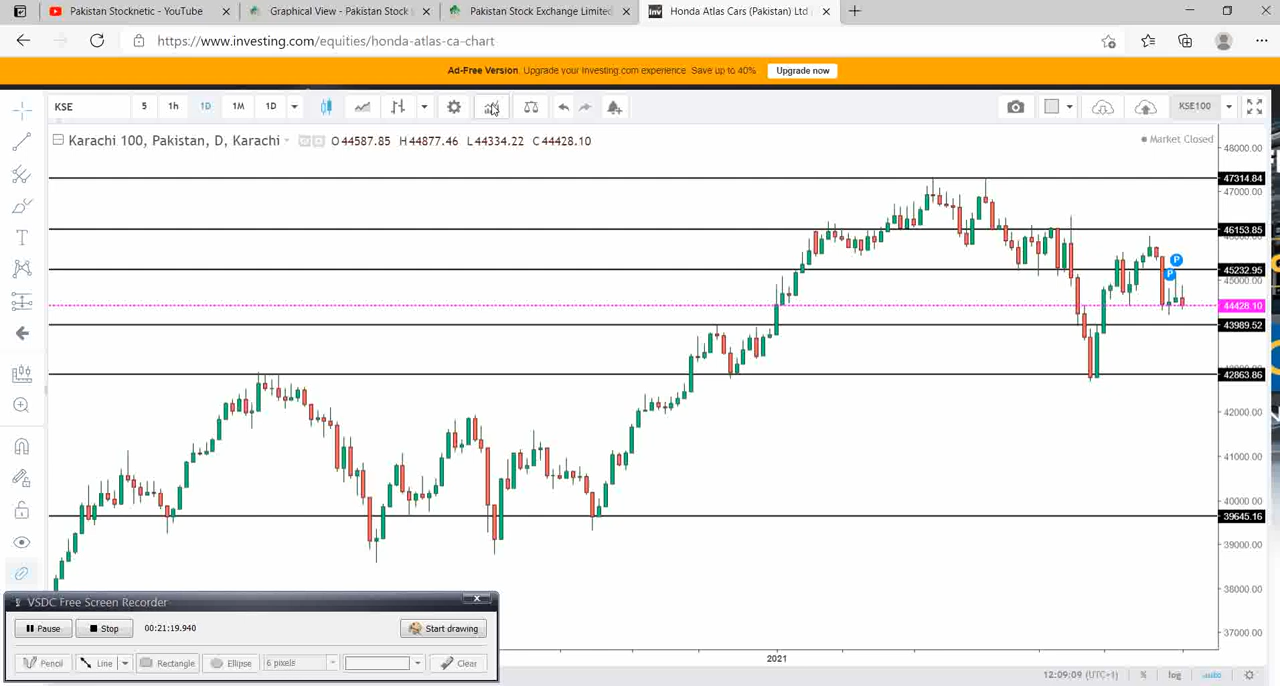 Pakistan Stocknetic - YouTube
Graphical View - Pakistan Stock
Pakistan Stock Exchange Limited
Inv
Honda Atlas Cars (Pakistan) Ltd
https://www.investing.com/equities/honda-atlas-ca-chart
Ad-Free Version. Upgrade your Investing.com experience. Save up to 40%
Upgrade now
KSE
5
1h
1D
1M
1D
KSE100
Karachi 100, Pakistan, D, Karachi
O44587.85 H44877.46 L44334.22 C44428.10
Market Closed
48000.00
47314.84
47000.00
46153.85
P
45232.95
P
45000.00
44428.10
43989.52
42863.86
42000.00
41000.00
40000.00
39645.16
39000.00
38000.00
37000.00
T
VSDC Free Screen Recorder
Pause
Stop
00:21:19.940
Start drawing
Pencil
Line
Rectangle
Ellipse
6 pixels
Clear
2021
12:09:09 (UTC+1)
%
log
auto